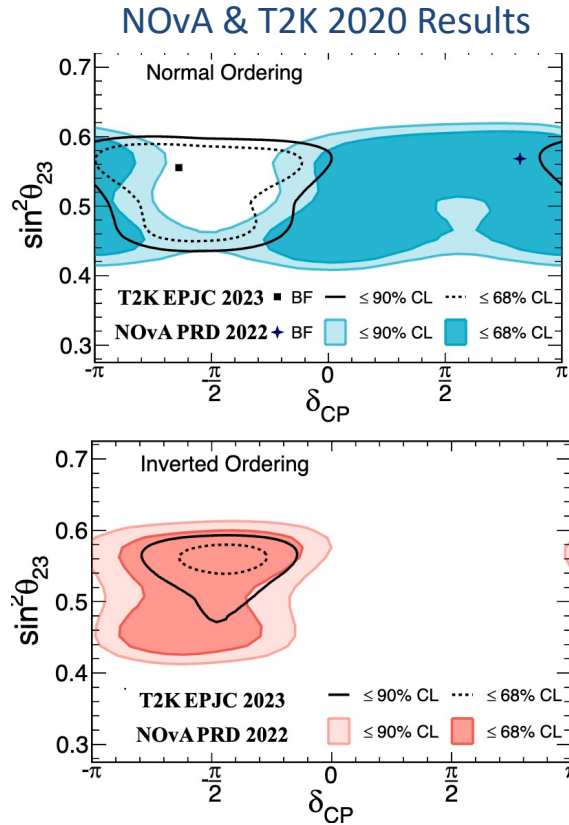 NOvA & T2K 2020 Results
Normal Ordering
0.7
0.6
0.5
0.4
0.3
sin²θ₂₃
T2K EPJC 2023 BF ≤ 90% CL ≤ 68% CL
NOvA PRD 2022 BF ≤ 90% CL ≤ 68% CL
-π -π/2 0 π/2 π
δCP
Inverted Ordering
0.7
0.6
0.5
0.4
0.3
sin²θ₂₃
T2K EPJC 2023 ≤ 90% CL ≤ 68% CL
NOvA PRD 2022 ≤ 90% CL ≤ 68% CL
-π -π/2 0 π/2 π
δCP